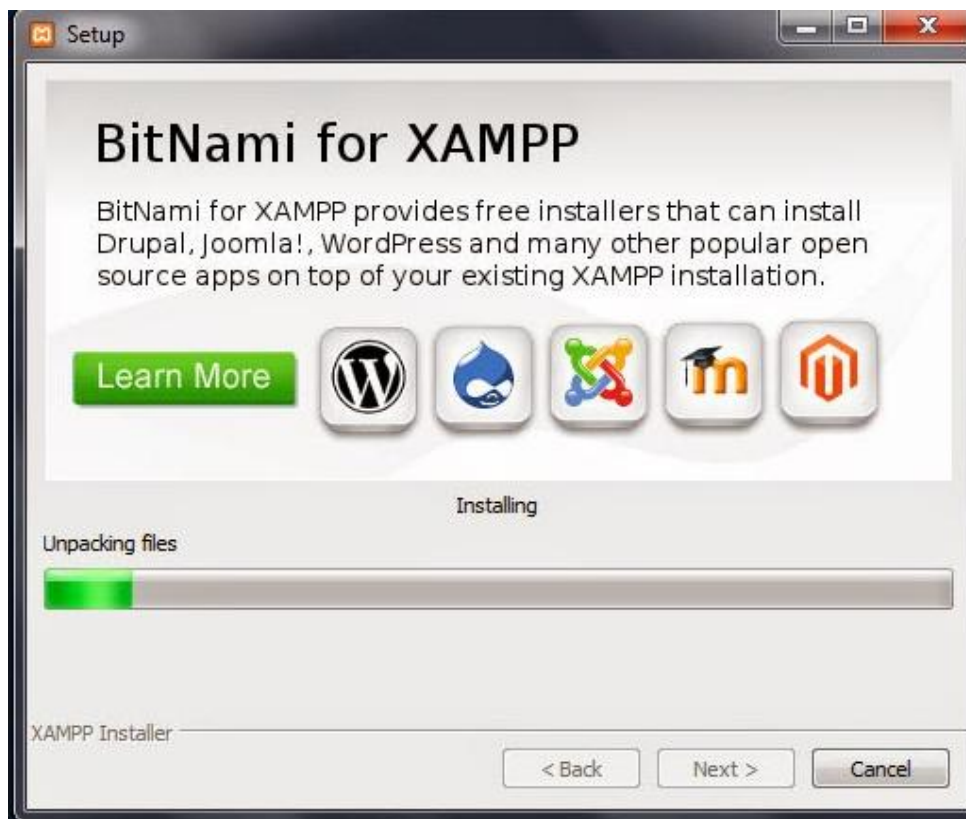 Setup
BitNami for XAMPP
BitNami for XAMPP provides free installers that can install
Drupal, Joomla!, WordPress and many other popular open
source apps on top of your existing XAMPP installation.
Learn More
Installing
Unpacking files
XAMPP Installer
< Back Next > Cancel